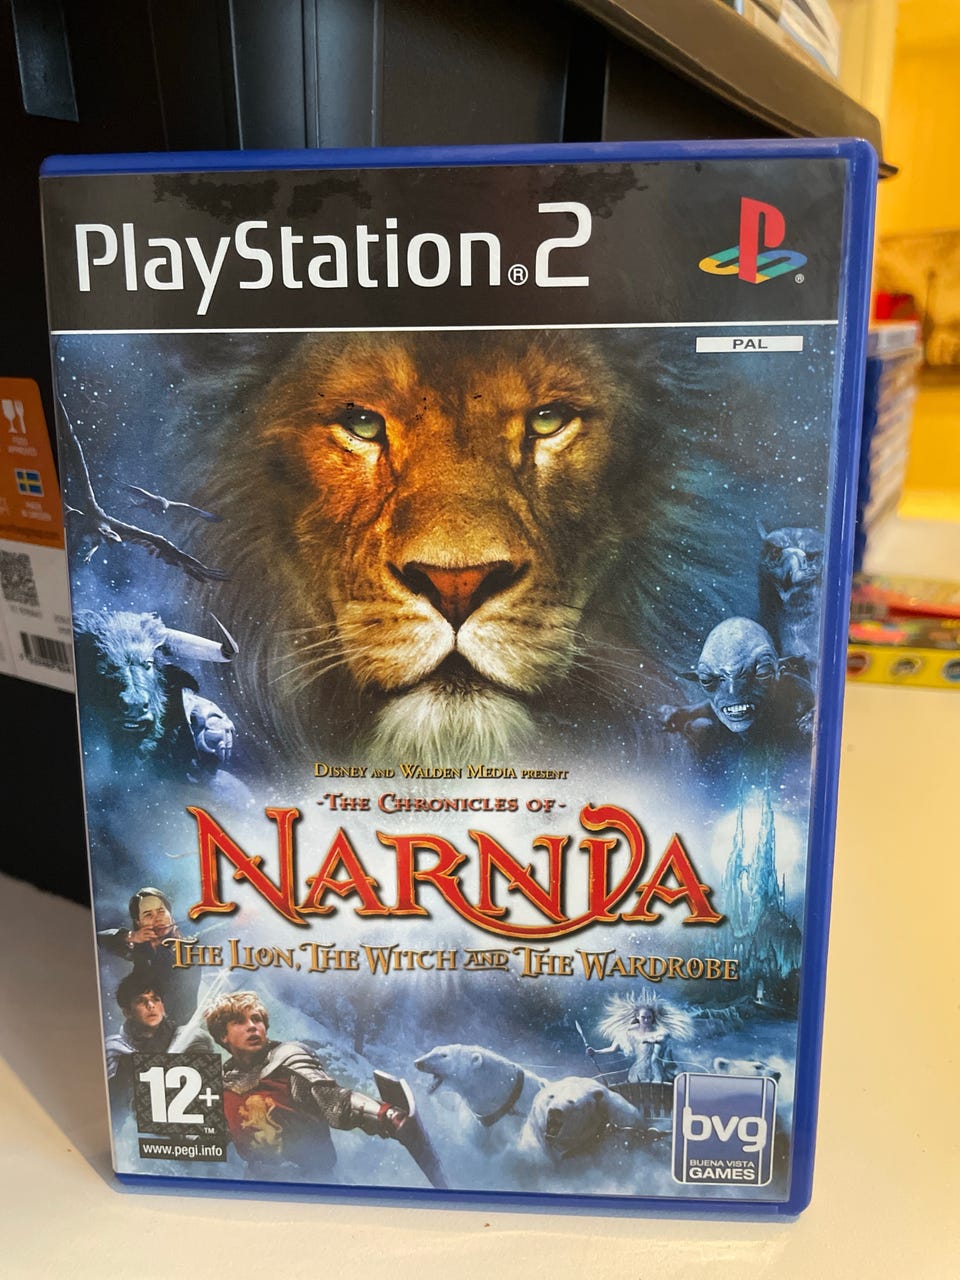 PlayStation®2
PAL
DISNEY AND WALDEN MEDIA PRESENT
-THE CHRONICLES OF-
NARNIA
THE LION, THE WITCH AND THE WARDROBE
12+
TM
www.pegi.info
bvg
BUENA VISTA
GAMES